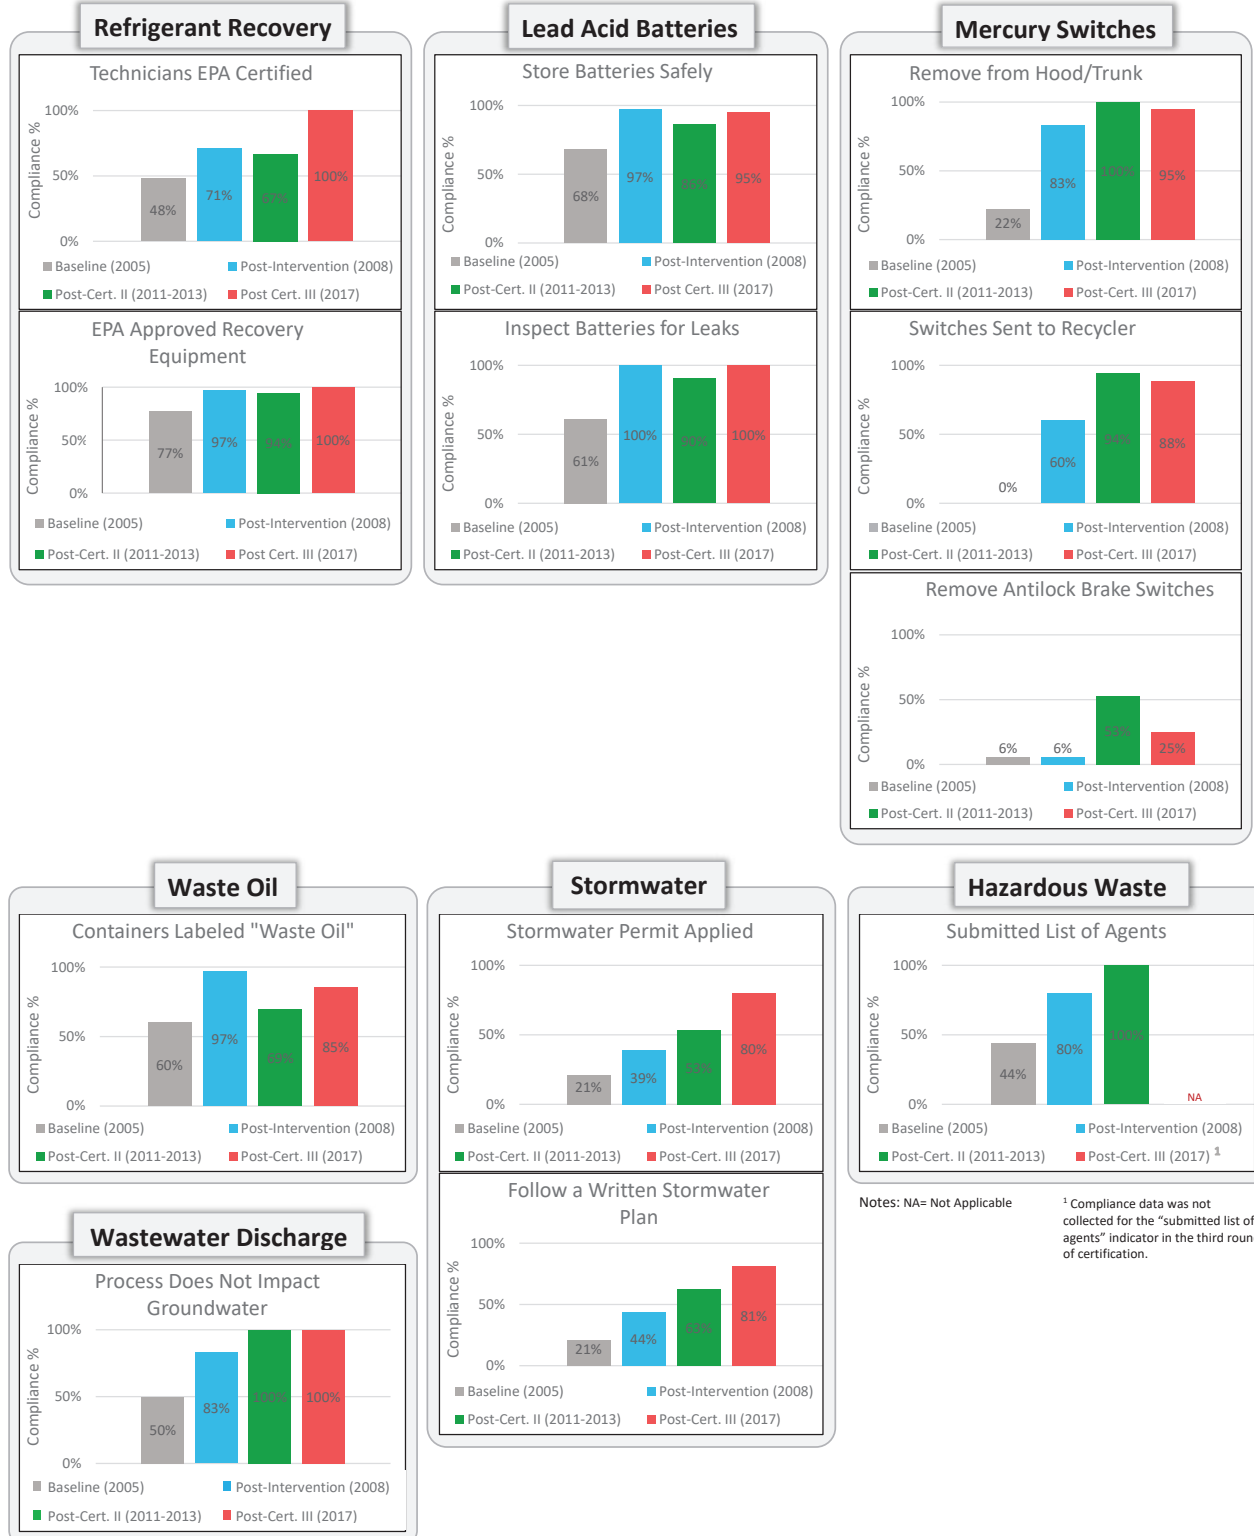 Refrigerant Recovery
Technicians EPA Certified
Compliance %
100%
50%
0%
48%
71%
67%
100%
Baseline (2005)
Post-Intervention (2008)
Post-Cert. II (2011-2013)
Post Cert. III (2017)
EPA Approved Recovery
Equipment
Compliance %
100%
50%
0%
77%
97%
94%
100%
Baseline (2005)
Post-Intervention (2008)
Post-Cert. II (2011-2013)
Post Cert. III (2017)
Lead Acid Batteries
Store Batteries Safely
Compliance %
100%
50%
0%
68%
97%
86%
95%
Baseline (2005)
Post-Intervention (2008)
Post-Cert. II (2011-2013)
Post Cert. III (2017)
Inspect Batteries for Leaks
Compliance %
100%
50%
0%
61%
100%
90%
100%
Baseline (2005)
Post-Intervention (2008)
Post-Cert. II (2011-2013)
Post-Cert. III (2017)
Mercury Switches
Remove from Hood/Trunk
Compliance %
100%
50%
0%
22%
83%
100%
95%
Baseline (2005)
Post-Intervention (2008)
Post-Cert. II (2011-2013)
Post-Cert. III (2017)
Switches Sent to Recycler
Compliance %
100%
50%
0%
0%
60%
94%
88%
Baseline (2005)
Post-Intervention (2008)
Post-Cert. II (2011-2013)
Post-Cert. III (2017)
Remove Antilock Brake Switches
Compliance %
100%
50%
0%
6%
6%
53%
25%
Baseline (2005)
Post-Intervention (2008)
Post-Cert. II (2011-2013)
Post-Cert. III (2017)
Waste Oil
Containers Labeled "Waste Oil"
Compliance %
100%
50%
0%
60%
97%
69%
85%
Baseline (2005)
Post-Intervention (2008)
Post-Cert. II (2011-2013)
Post-Cert. III (2017)
Stormwater
Stormwater Permit Applied
Compliance %
100%
50%
0%
21%
39%
53%
80%
Baseline (2005)
Post-Intervention (2008)
Post-Cert. II (2011-2013)
Post-Cert. III (2017)
Follow a Written Stormwater
Plan
Compliance %
100%
50%
0%
21%
44%
63%
81%
Baseline (2005)
Post-Intervention (2008)
Post-Cert. II (2011-2013)
Post-Cert. III (2017)
Hazardous Waste
Submitted List of Agents
Compliance %
100%
50%
0%
44%
80%
100%
NA
Baseline (2005)
Post-Intervention (2008)
Post-Cert. II (2011-2013)
Post-Cert. III (2017) 1
Notes: NA= Not Applicable
1 Compliance data was not
collected for the “submitted list of
agents” indicator in the third roun
of certification.
Wastewater Discharge
Process Does Not Impact
Groundwater
Compliance %
100%
50%
0%
50%
83%
100%
100%
Baseline (2005)
Post-Intervention (2008)
Post-Cert. II (2011-2013)
Post-Cert. III (2017)